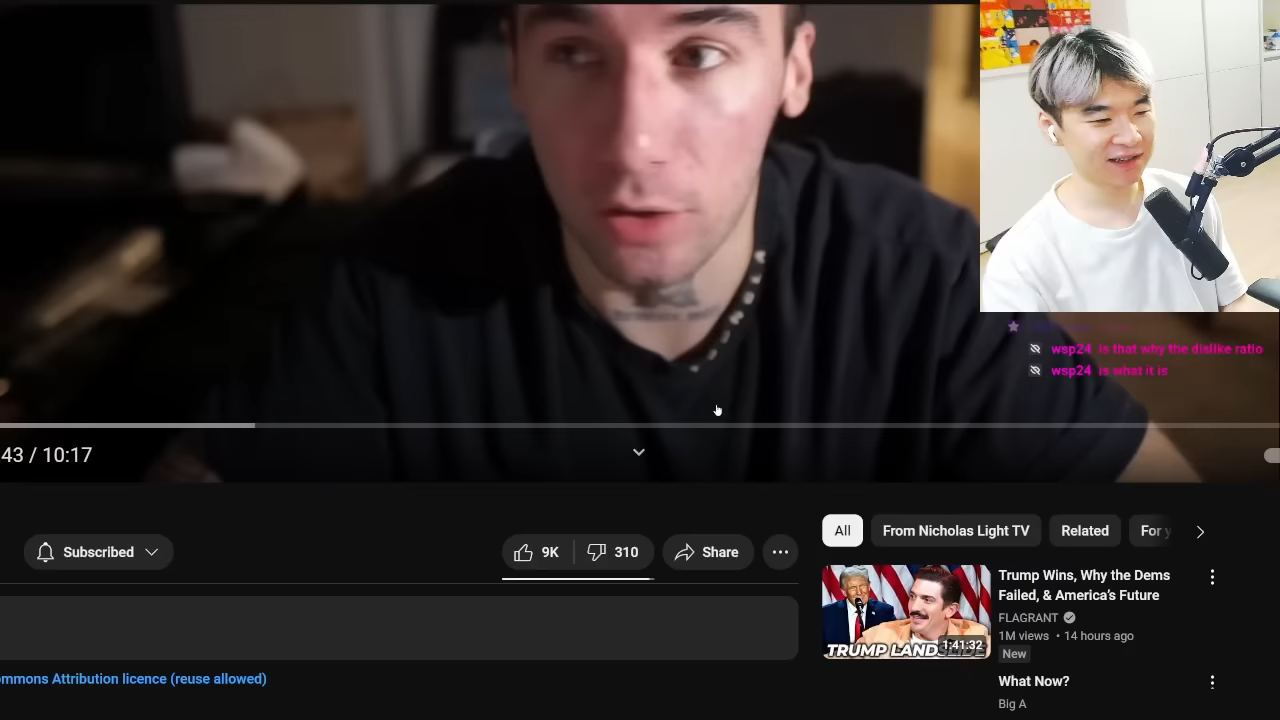 wsp24 is that why the dislike ratio
wsp24 is what it is
43 / 10:17
Subscribed
9K
310
Share
All
From Nicholas Light TV
Related
For y
Trump Wins, Why the Dems
Failed, & America's Future
FLAGRANT
1M views • 14 hours ago
New
TRUMP LANDSLIDE
1:41:32
What Now?
Big A
mmons Attribution licence (reuse allowed)